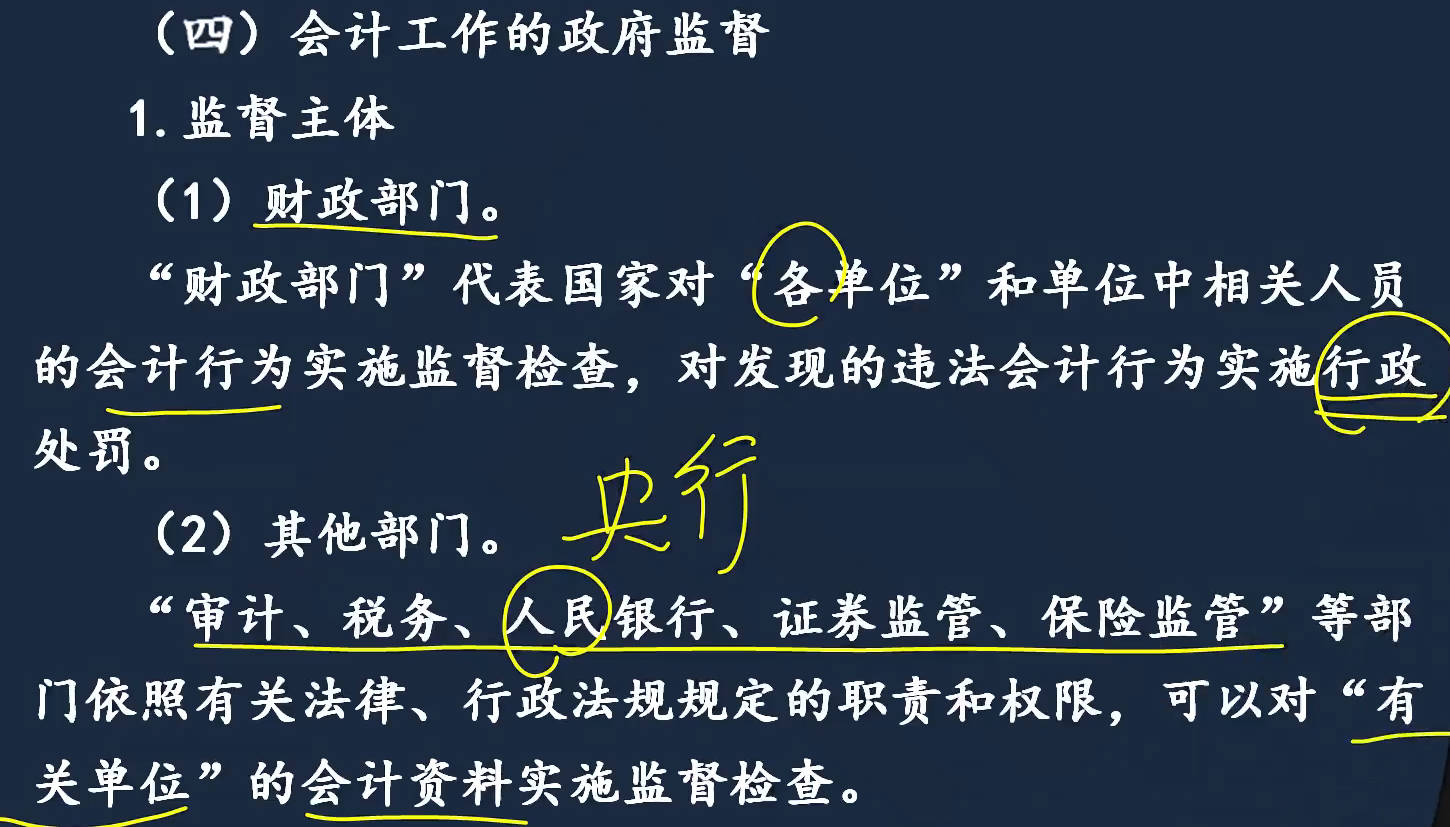 （四）会计工作的政府监督
1.监督主体
（1）财政部门。
“财政部门”代表国家对“各单位”和单位中相关人员
的会计行为实施监督检查，对发现的违法会计行为实施行政
处罚。
央行
（2）其他部门。
“审计、税务、人民银行、证券监管、保险监管”等部
门依照有关法律、行政法规规定的职责和权限，可以对“有
关单位”的会计资料实施监督检查。